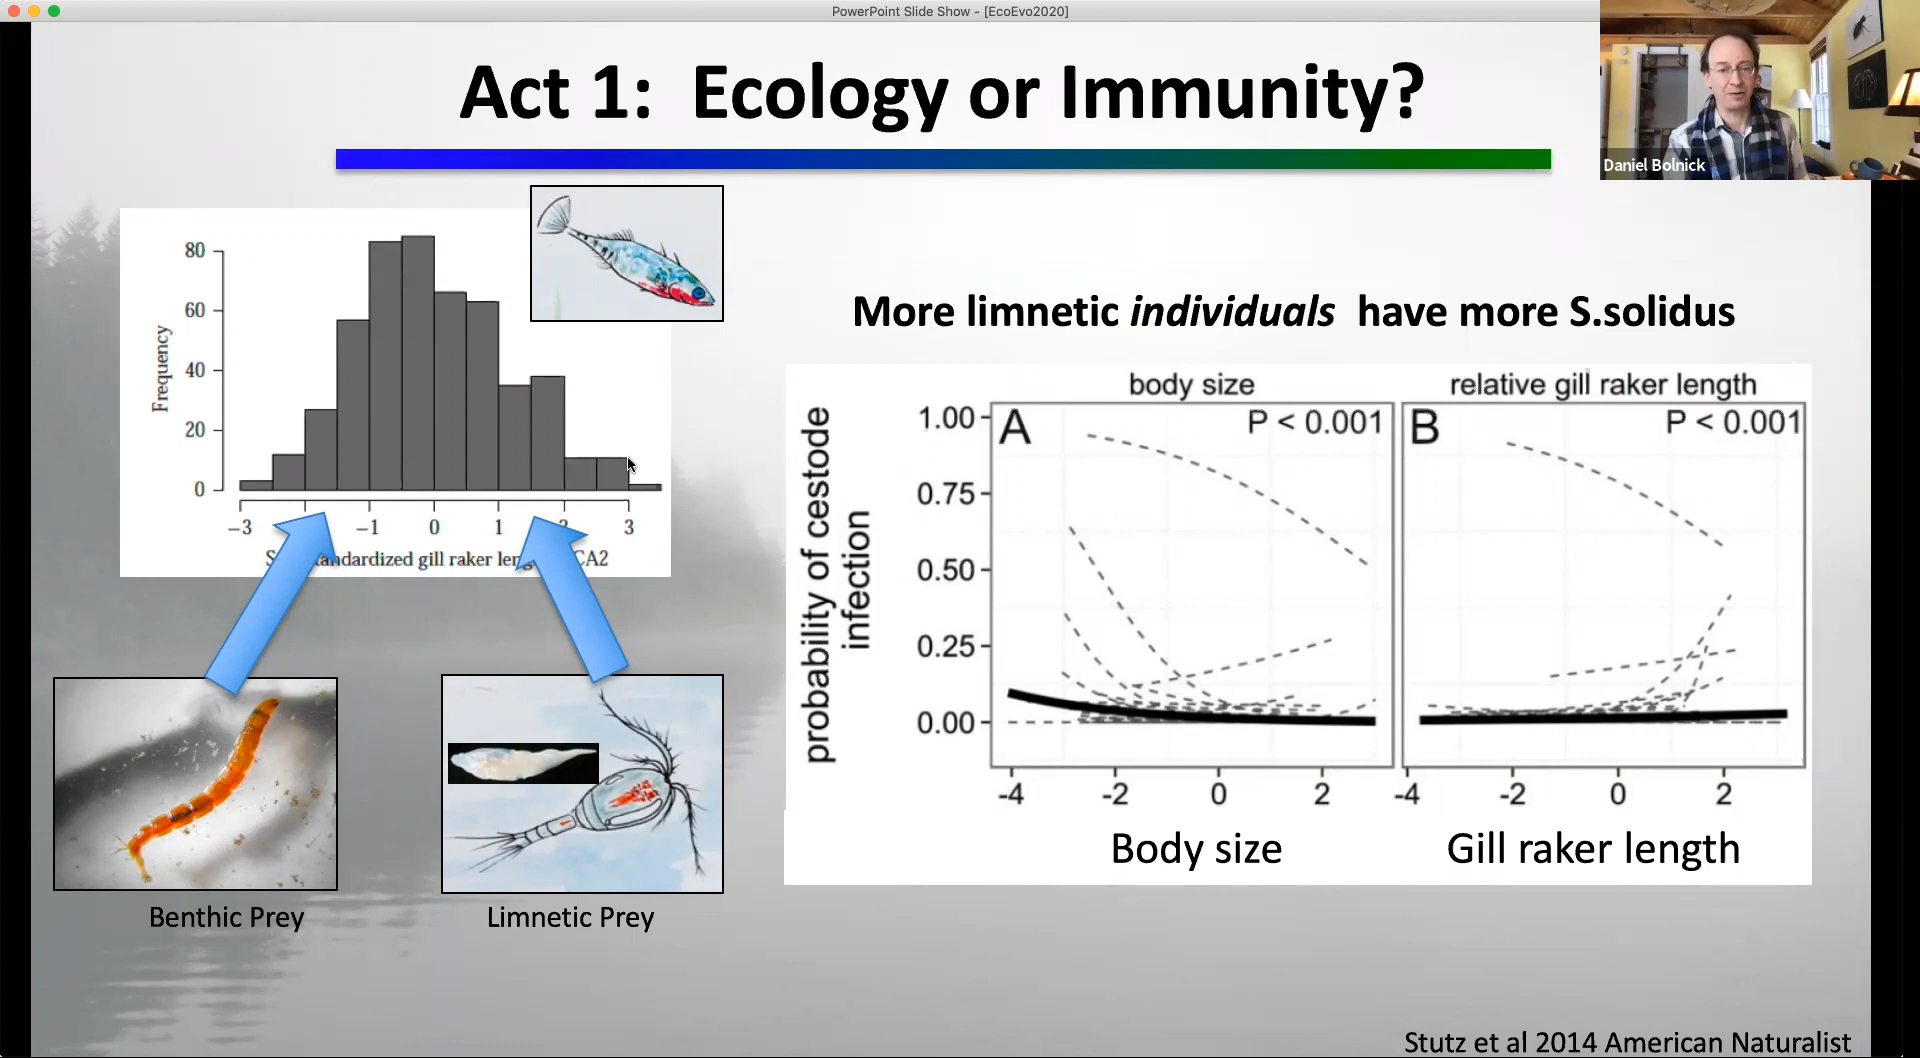 PowerPoint Slide Show - [EcoEvo2020]
Act 1: Ecology or Immunity?
Daniel Bolnick
80
60
40
20
0
Frequency
-3
-1
0
1
2
3
andardized gill raker len
CA2
Benthic Prey
Limnetic Prey
More limnetic individuals have more S.solidus
body size
relative gill raker length
A
P < 0.001
B
P < 0.001
probability of cestode
infection
1.00
0.75
0.50
0.25
0.00
-4
-2
0
2
-4
-2
0
2
Body size
Gill raker length
Stutz et al 2014 American Naturalist